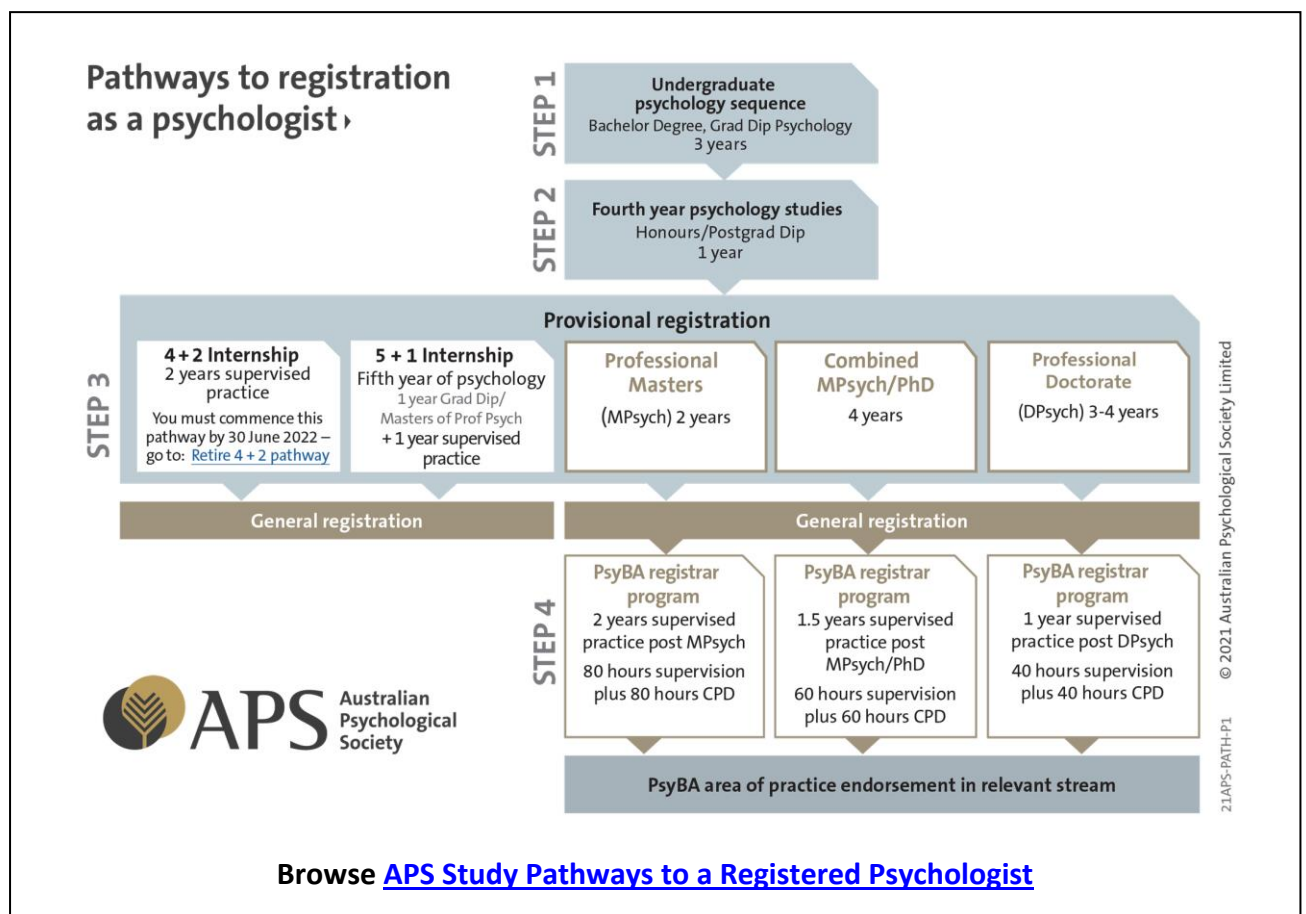 Pathways to registration
as a psychologist ›
STEP 1
Undergraduate
psychology sequence
Bachelor Degree, Grad Dip Psychology
3 years
STEP 2
Fourth year psychology studies
Honours/Postgrad Dip
1 year
STEP 3
Provisional registration
4 + 2 Internship
2 years supervised
practice
You must commence this
pathway by 30 June 2022 –
go to: Retire 4 + 2 pathway
5 + 1 Internship
Fifth year of psychology
1 year Grad Dip/
Masters of Prof Psych
+ 1 year supervised
practice
Professional
Masters
(MPsych) 2 years
Combined
MPsych/PhD
4 years
Professional
Doctorate
(DPsych) 3-4 years
General registration
General registration
STEP 4
PsyBA registrar
program
2 years supervised
practice post MPsych
80 hours supervision
plus 80 hours CPD
PsyBA registrar
program
1.5 years supervised
practice post
MPsych/PhD
60 hours supervision
plus 60 hours CPD
PsyBA registrar
program
1 year supervised
practice post DPsych
40 hours supervision
plus 40 hours CPD
PsyBA area of practice endorsement in relevant stream
APS
Australian
Psychological
Society
© 2021 Australian Psychological Society Limited
21APS-PATH-P1
Browse APS Study Pathways to a Registered Psychologist